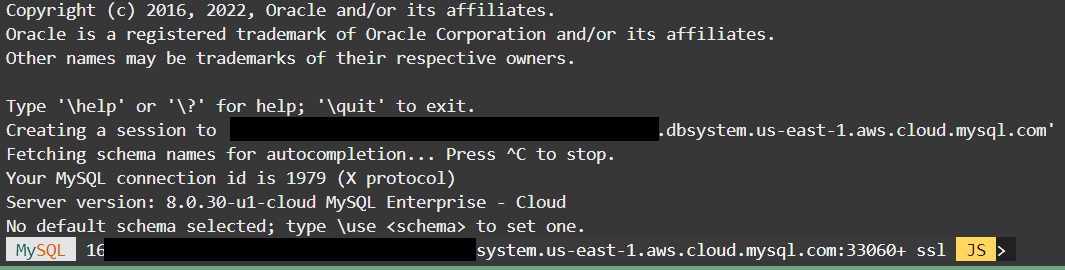 Copyright (c) 2016, 2022, Oracle and/or its affiliates.
Oracle is a registered trademark of Oracle Corporation and/or its affiliates.
Other names may be trademarks of their respective owners.
Type '\help' or '\?' for help; '\quit' to exit.
Creating a session to .dbsystem.us-east-1.aws.cloud.mysql.com'
Fetching schema names for autocompletion... Press ^C to stop.
Your MySQL connection id is 1979 (X protocol)
Server version: 8.0.30-u1-cloud MySQL Enterprise - Cloud
No default schema selected; type \use <schema> to set one.
MySQL 16 system.us-east-1.aws.cloud.mysql.com:33060+ ssl JS >